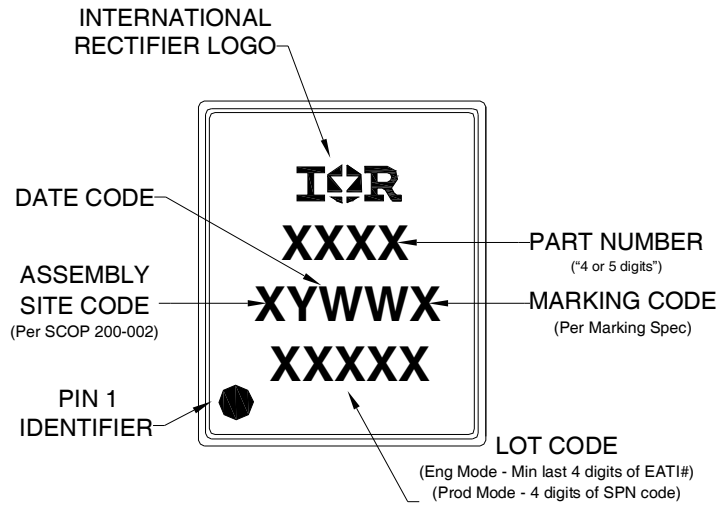 INTERNATIONAL
RECTIFIER LOGO
IOR
DATE CODE
XXXX
PART NUMBER
("4 or 5 digits")
ASSEMBLY
SITE CODE
(Per SCOP 200-002)
XYWWX
MARKING CODE
(Per Marking Spec)
XXXXX
PIN 1
IDENTIFIER
LOT CODE
(Eng Mode - Min last 4 digits of EATI#)
(Prod Mode - 4 digits of SPN code)